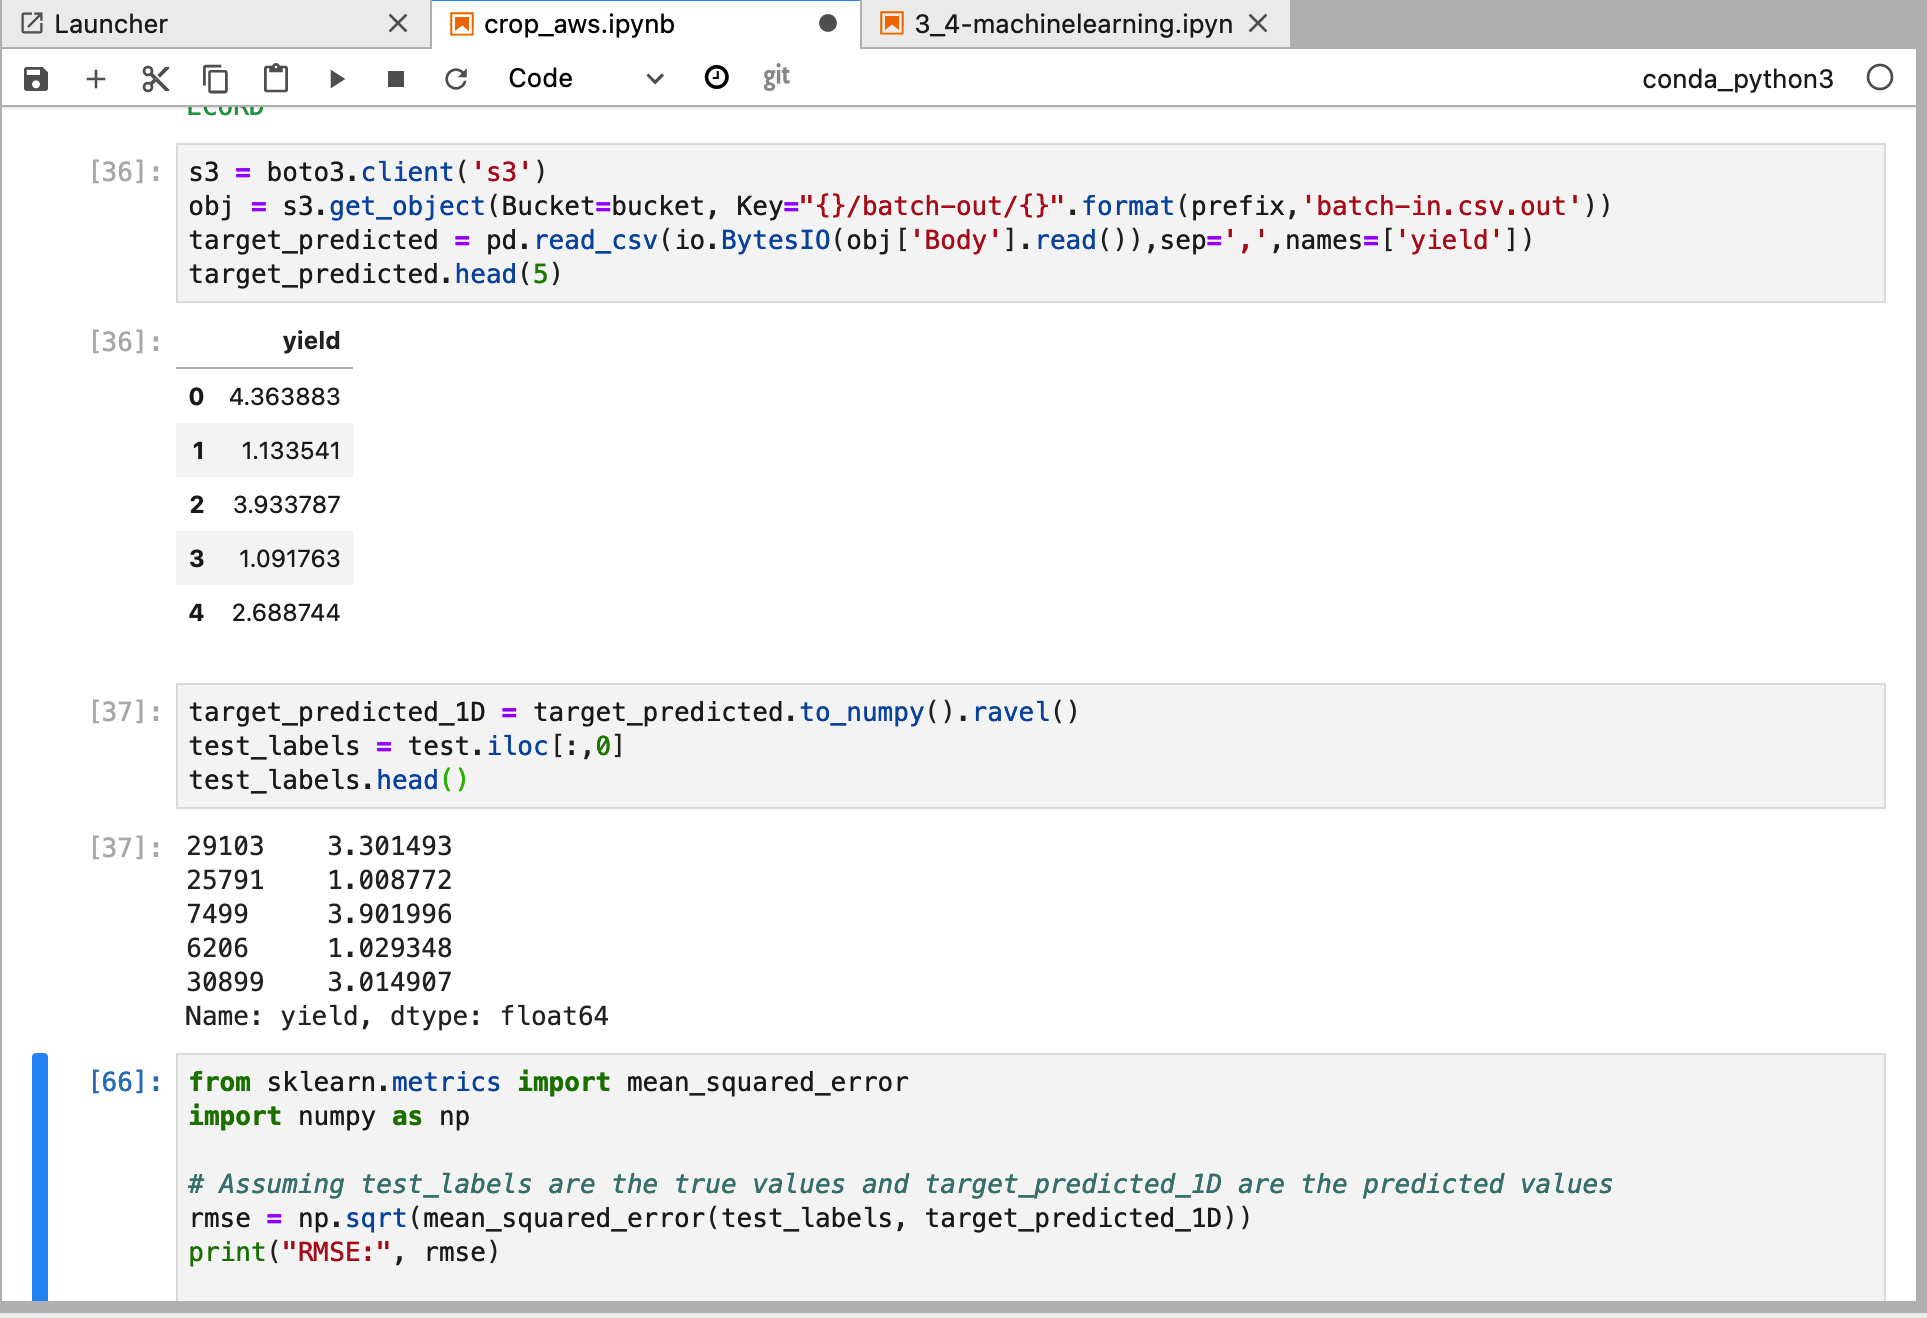 Launcher
crop_aws.ipynb
3_4-machinelearning.ipyn
Code
git
conda_python3
[36]:
s3 = boto3.client('s3')
obj = s3.get_object(Bucket=bucket, Key="{}/batch-out/{}".format(prefix,'batch-in.csv.out'))
target_predicted = pd.read_csv(io.BytesIO(obj['Body'].read()),sep=',',names=['yield'])
target_predicted.head(5)
[36]:
yield
0 4.363883
1 1.133541
2 3.933787
3 1.091763
4 2.688744
[37]:
target_predicted_1D = target_predicted.to_numpy().ravel()
test_labels = test.iloc[:,0]
test_labels.head()
[37]:
29103    3.301493
25791    1.008772
7499     3.901996
6206     1.029348
30899    3.014907
Name: yield, dtype: float64
[66]:
from sklearn.metrics import mean_squared_error
import numpy as np
# Assuming test_labels are the true values and target_predicted_1D are the predicted values
rmse = np.sqrt(mean_squared_error(test_labels, target_predicted_1D))
print("RMSE:", rmse)